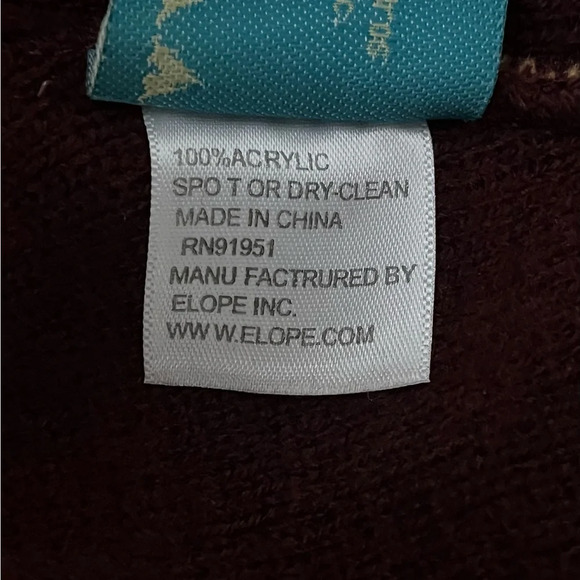 100%ACRYLIC
SPO T OR DRY-CLEAN
MADE IN CHINA
RN91951
MANU FACTRURED BY
ELOPE INC.
WW W.ELOPE.COM